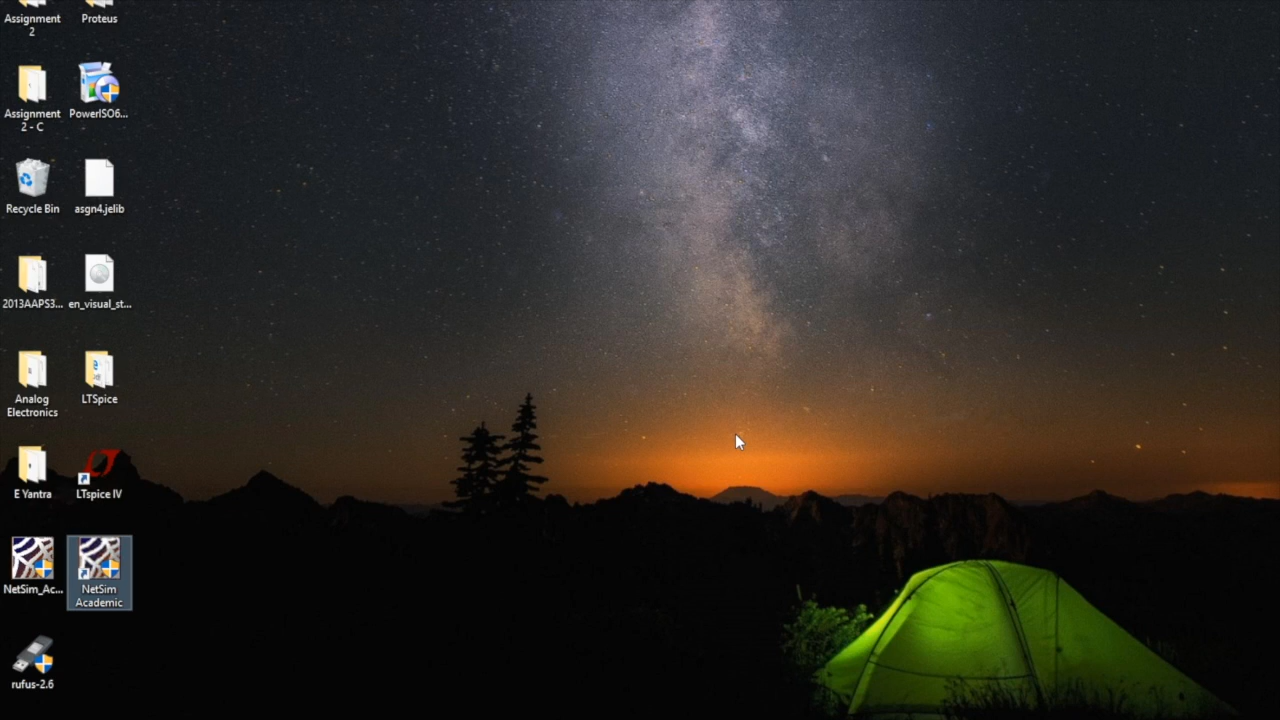 Assignment
2
Proteus
Assignment
2 - C
PowerISO6...
Recycle Bin
asgn4.jelib
2013AAPS3...
en_visual_st...
Analog
Electronics
LTSpice
E Yantra
LTspice IV
NetSim_Ac...
NetSim
Academic
rufus-2.6